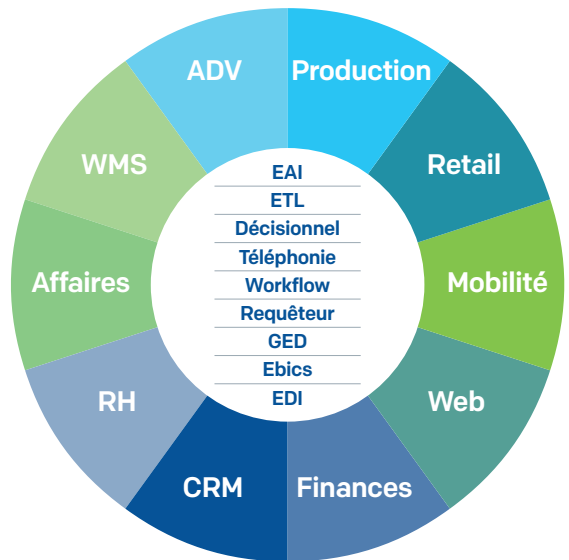 ADV
Production
WMS
Retail
EAI
ETL
Décisionnel
Téléphonie
Workflow
Requêteur
GED
Ebics
EDI
Affaires
Mobilité
RH
Web
CRM
Finances